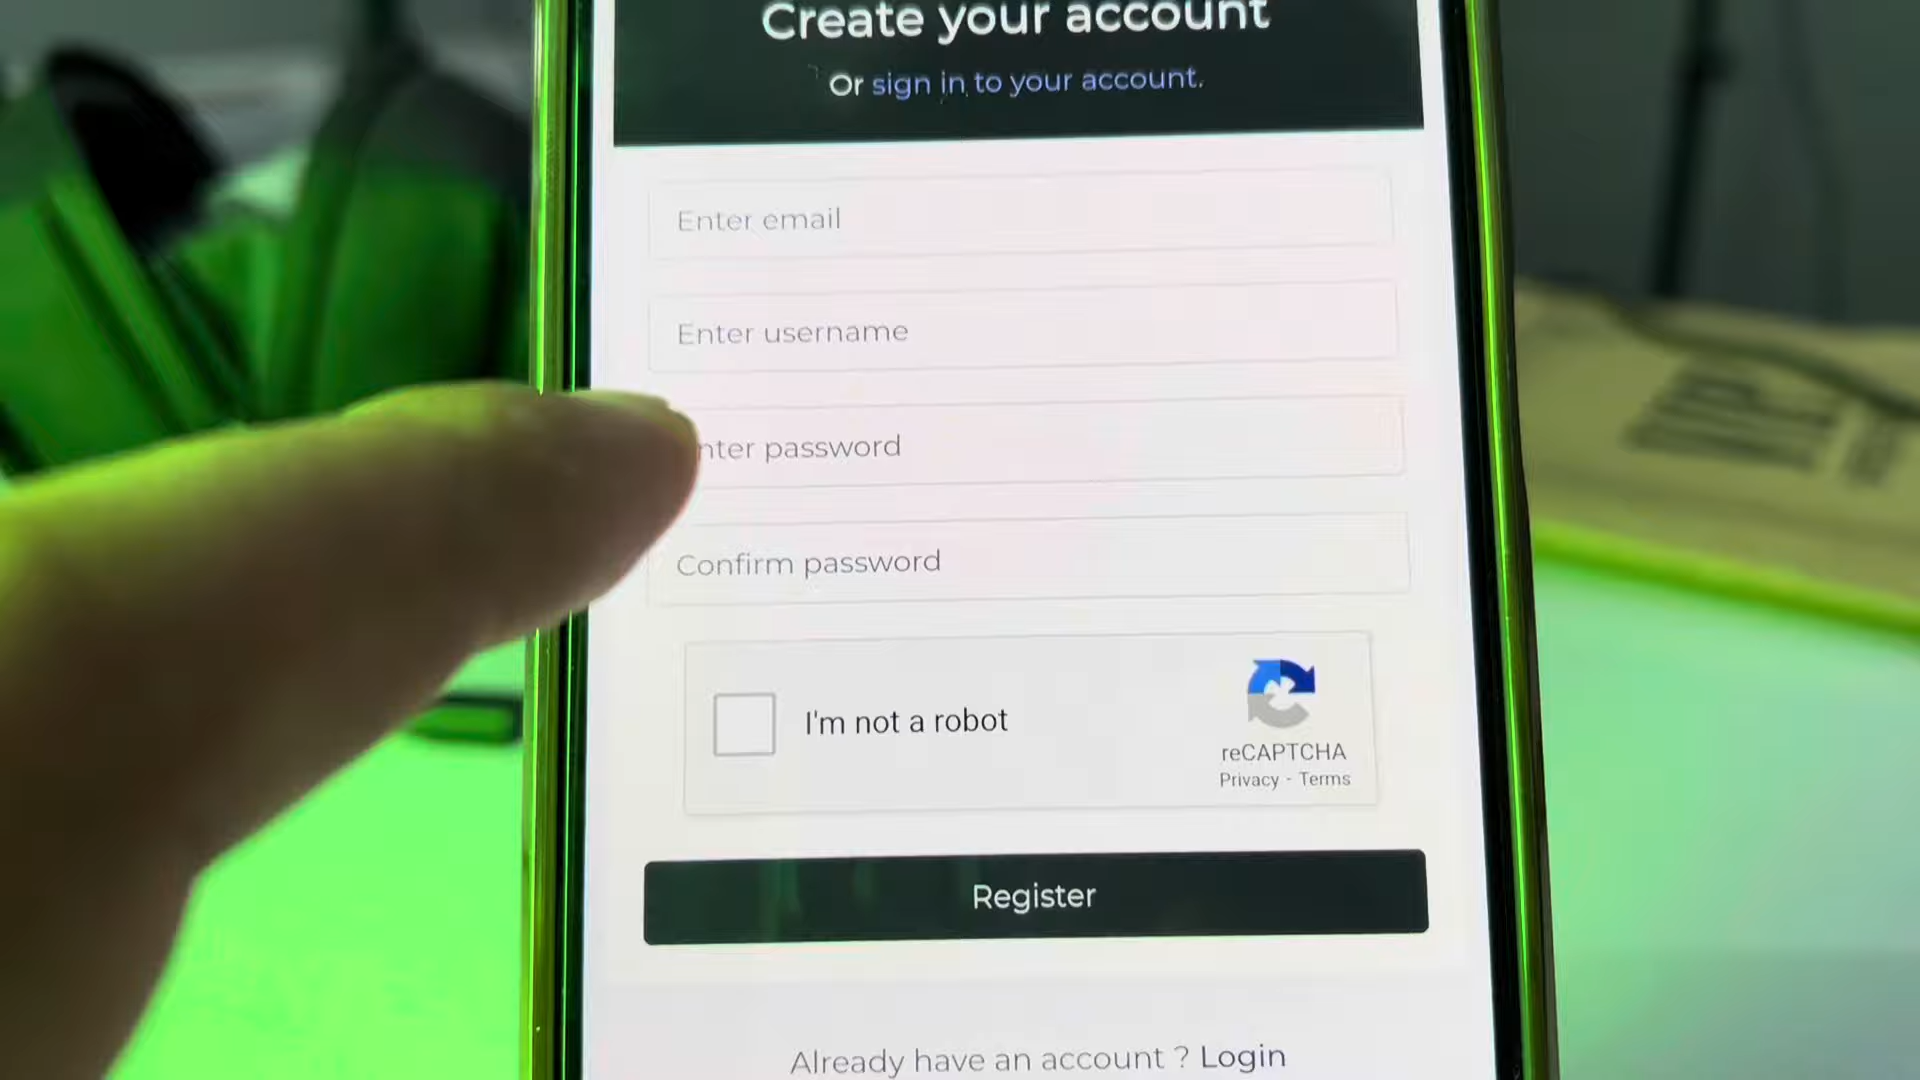 Create your account
Or sign in to your account.
Enter email
Enter username
nter password
Confirm password
I'm not a robot
reCAPTCHA
Privacy - Terms
Register
Already have an account ? Login